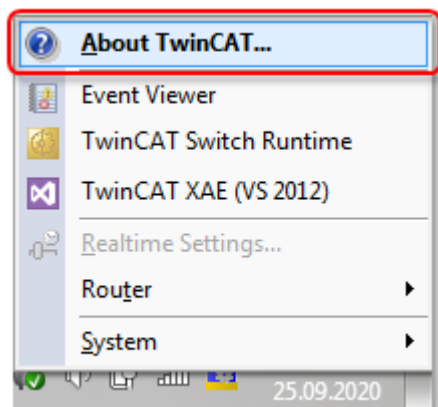 About TwinCAT...
Event Viewer
TwinCAT Switch Runtime
TwinCAT XAE (VS 2012)
Realtime Settings...
Router
System
25.09.2020